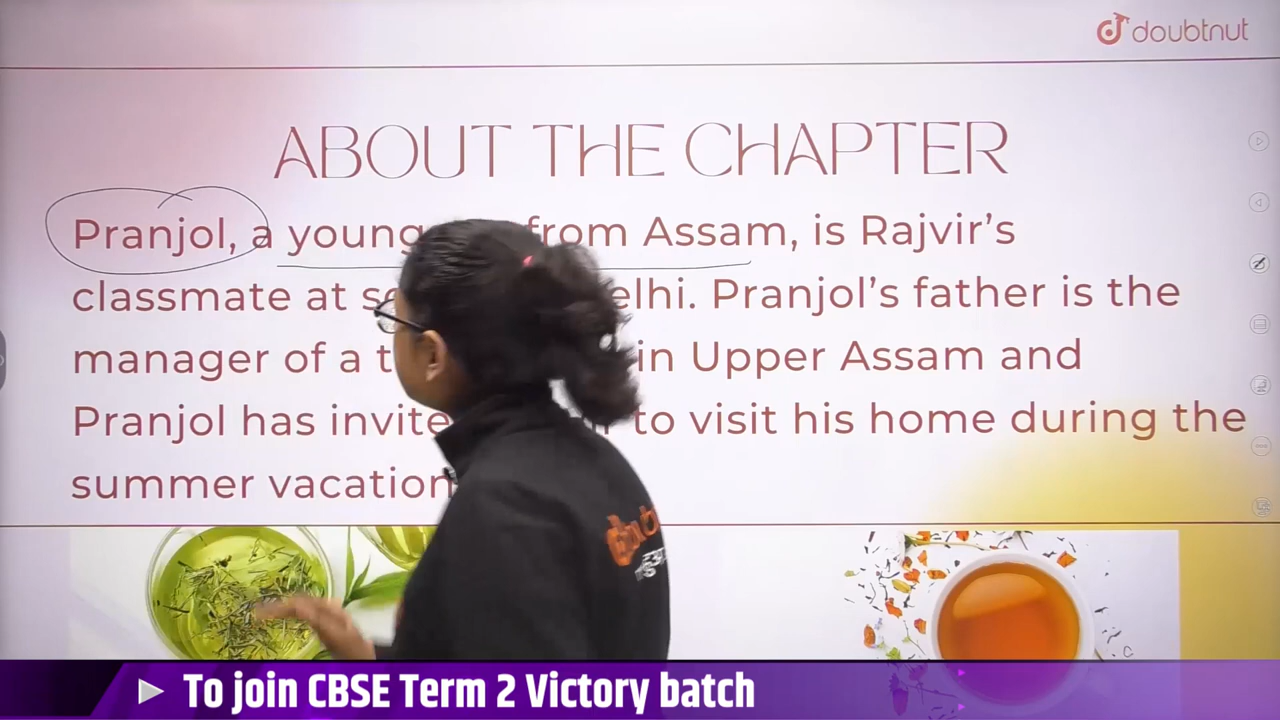 doubtnut
ABOUT THE CHAPTER
Pranjol, a young from Assam, is Rajvir's
classmate at Pranjol's father is the
manager of a in Upper Assam and
Pranjol has to visit his home during the
summer vacation
To join CBSE Term 2 Victory batch